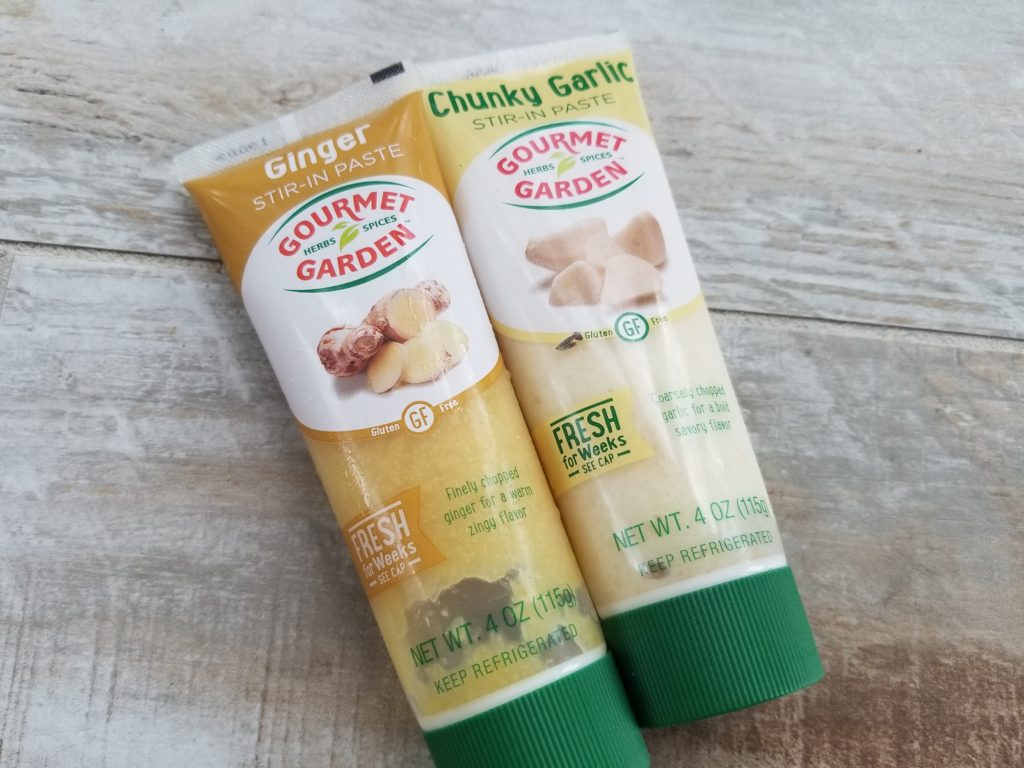 Ginger
STIR-IN PASTE
GOURMET
HERBS SPICES™
GARDEN
Gluten GF Free
Finely chopped
ginger for a warm
zingy flavor
FRESH
for Weeks
SEE CAP
NET WT. 4 OZ (115g)
KEEP REFRIGERATED
Chunky Garlic
STIR-IN PASTE
GOURMET
HERBS SPICES™
GARDEN
Gluten GF Free
Coarsely chopped
garlic for a bold
savory flavor
FRESH
for Weeks
SEE CAP
NET WT. 4 OZ (115g)
KEEP REFRIGERATED